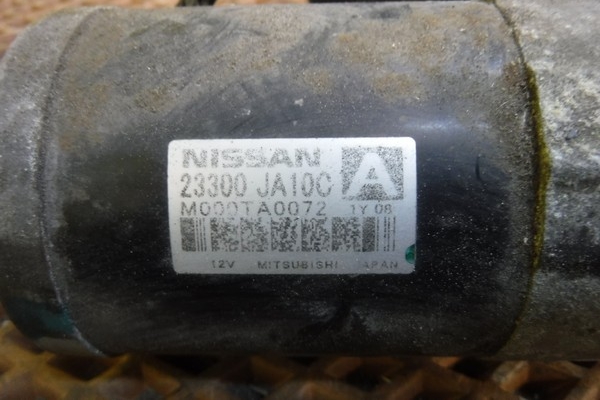 NISSAN
23300 JA10C
A
M000TA0072 1Y 08
12V MITSUBISHI JAPAN